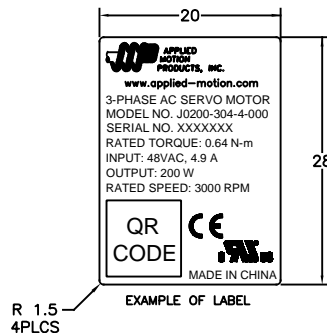 20
APPLIED
MOTION
PRODUCTS, INC.
www.applied-motion.com
3-PHASE AC SERVO MOTOR
MODEL NO. J0200-304-4-000
SERIAL NO. XXXXXXX
RATED TORQUE: 0.64 N-m
INPUT: 48VAC, 4.9 A
OUTPUT: 200 W
RATED SPEED: 3000 RPM
28
QR
CODE
CE
c RU US
MADE IN CHINA
R 1.5
4PLCS
EXAMPLE OF LABEL